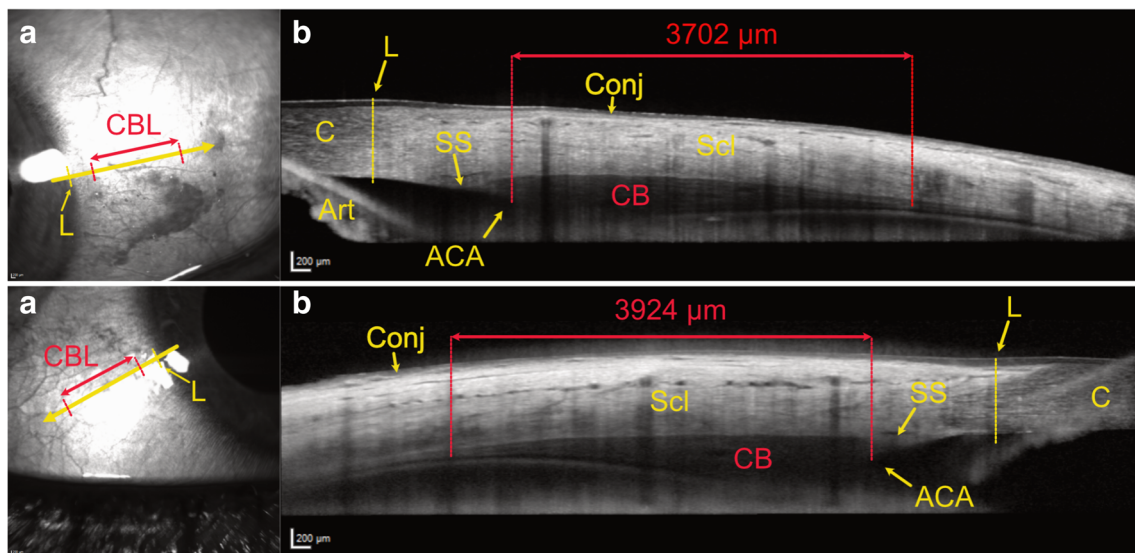 a
CBL
L
b
3702 µm
L
Conj
C
SS
Scl
CB
Art
ACA
200 µm
a
CBL
L
b
3924 µm
L
Conj
Scl
SS
C
CB
ACA
200 µm